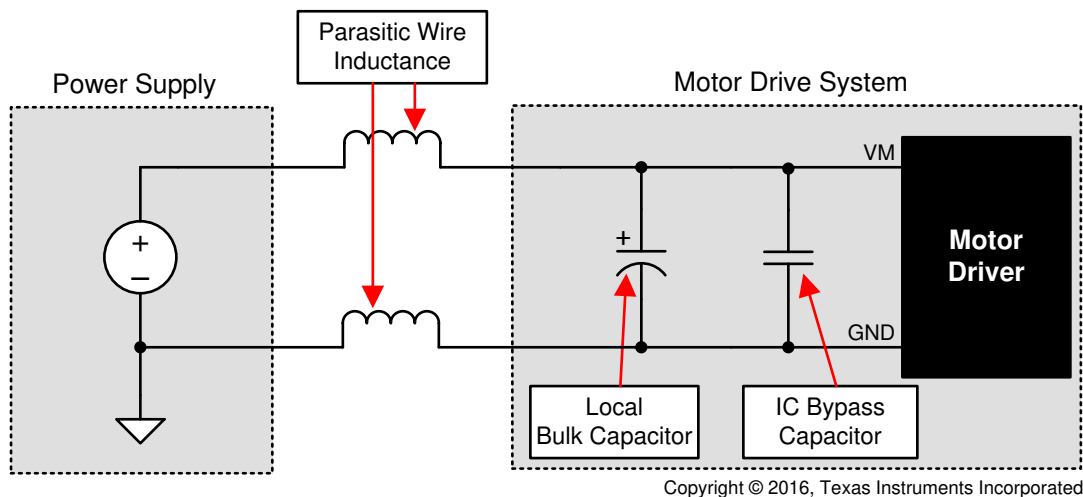 Parasitic Wire
Inductance
Power Supply
Motor Drive System
VM
+
–
+
Motor
Driver
GND
Local
Bulk Capacitor
IC Bypass
Capacitor
Copyright © 2016, Texas Instruments Incorporated